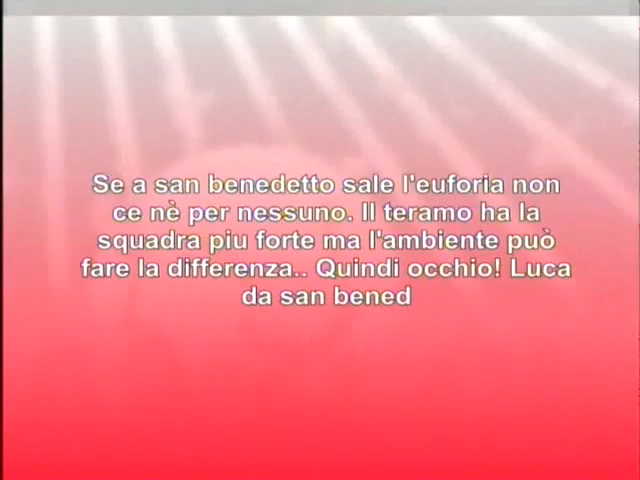 Se a san benedetto sale l'euforia non
ce nè per nessuno. Il teramo ha la
squadra piu forte ma l'ambiente può
fare la differenza.. Quindi occhio! Luca
da san bened